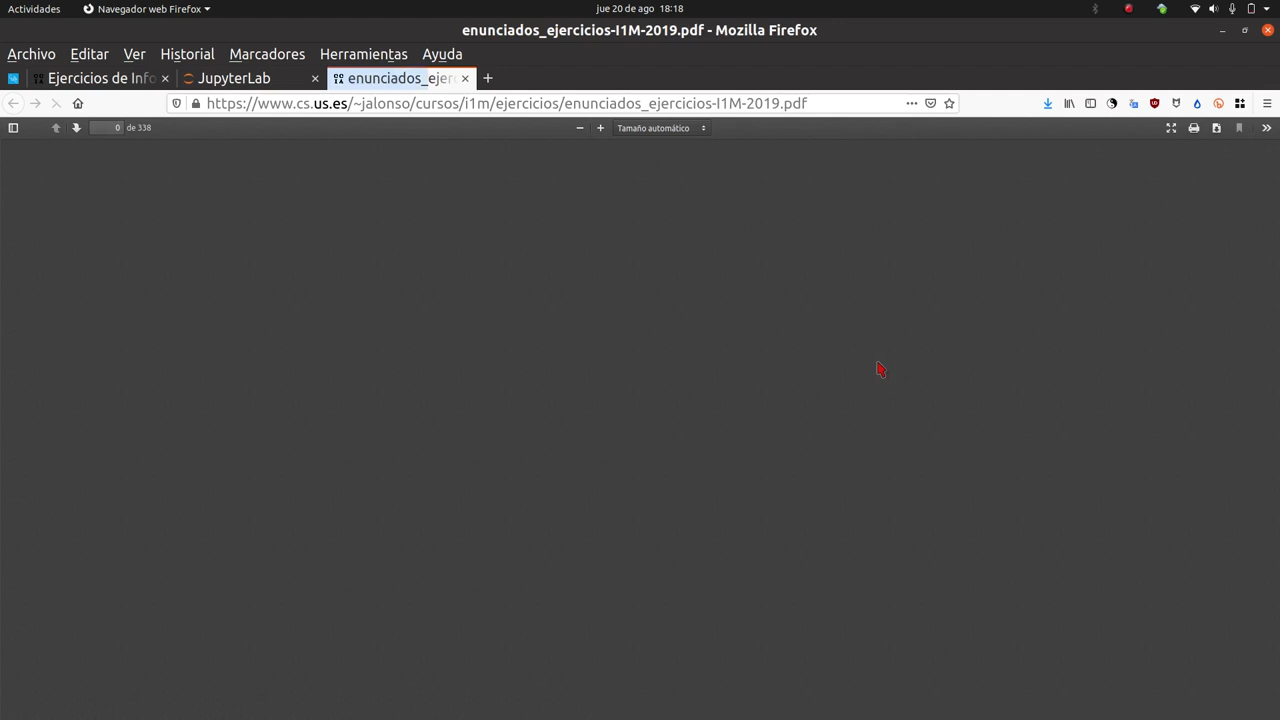 Actividades Navegador web Firefox jue 20 de ago 18:18
enunciados_ejercicios-I1M-2019.pdf - Mozilla Firefox
Archivo Editar Ver Historial Marcadores Herramientas Ayuda
Ejercicios de Info JupyterLab enunciados_ejerc
https://www.cs.us.es/~jalonso/cursos/i1m/ejercicios/enunciados_ejercicios-I1M-2019.pdf
0 de 338 Tamaño automático